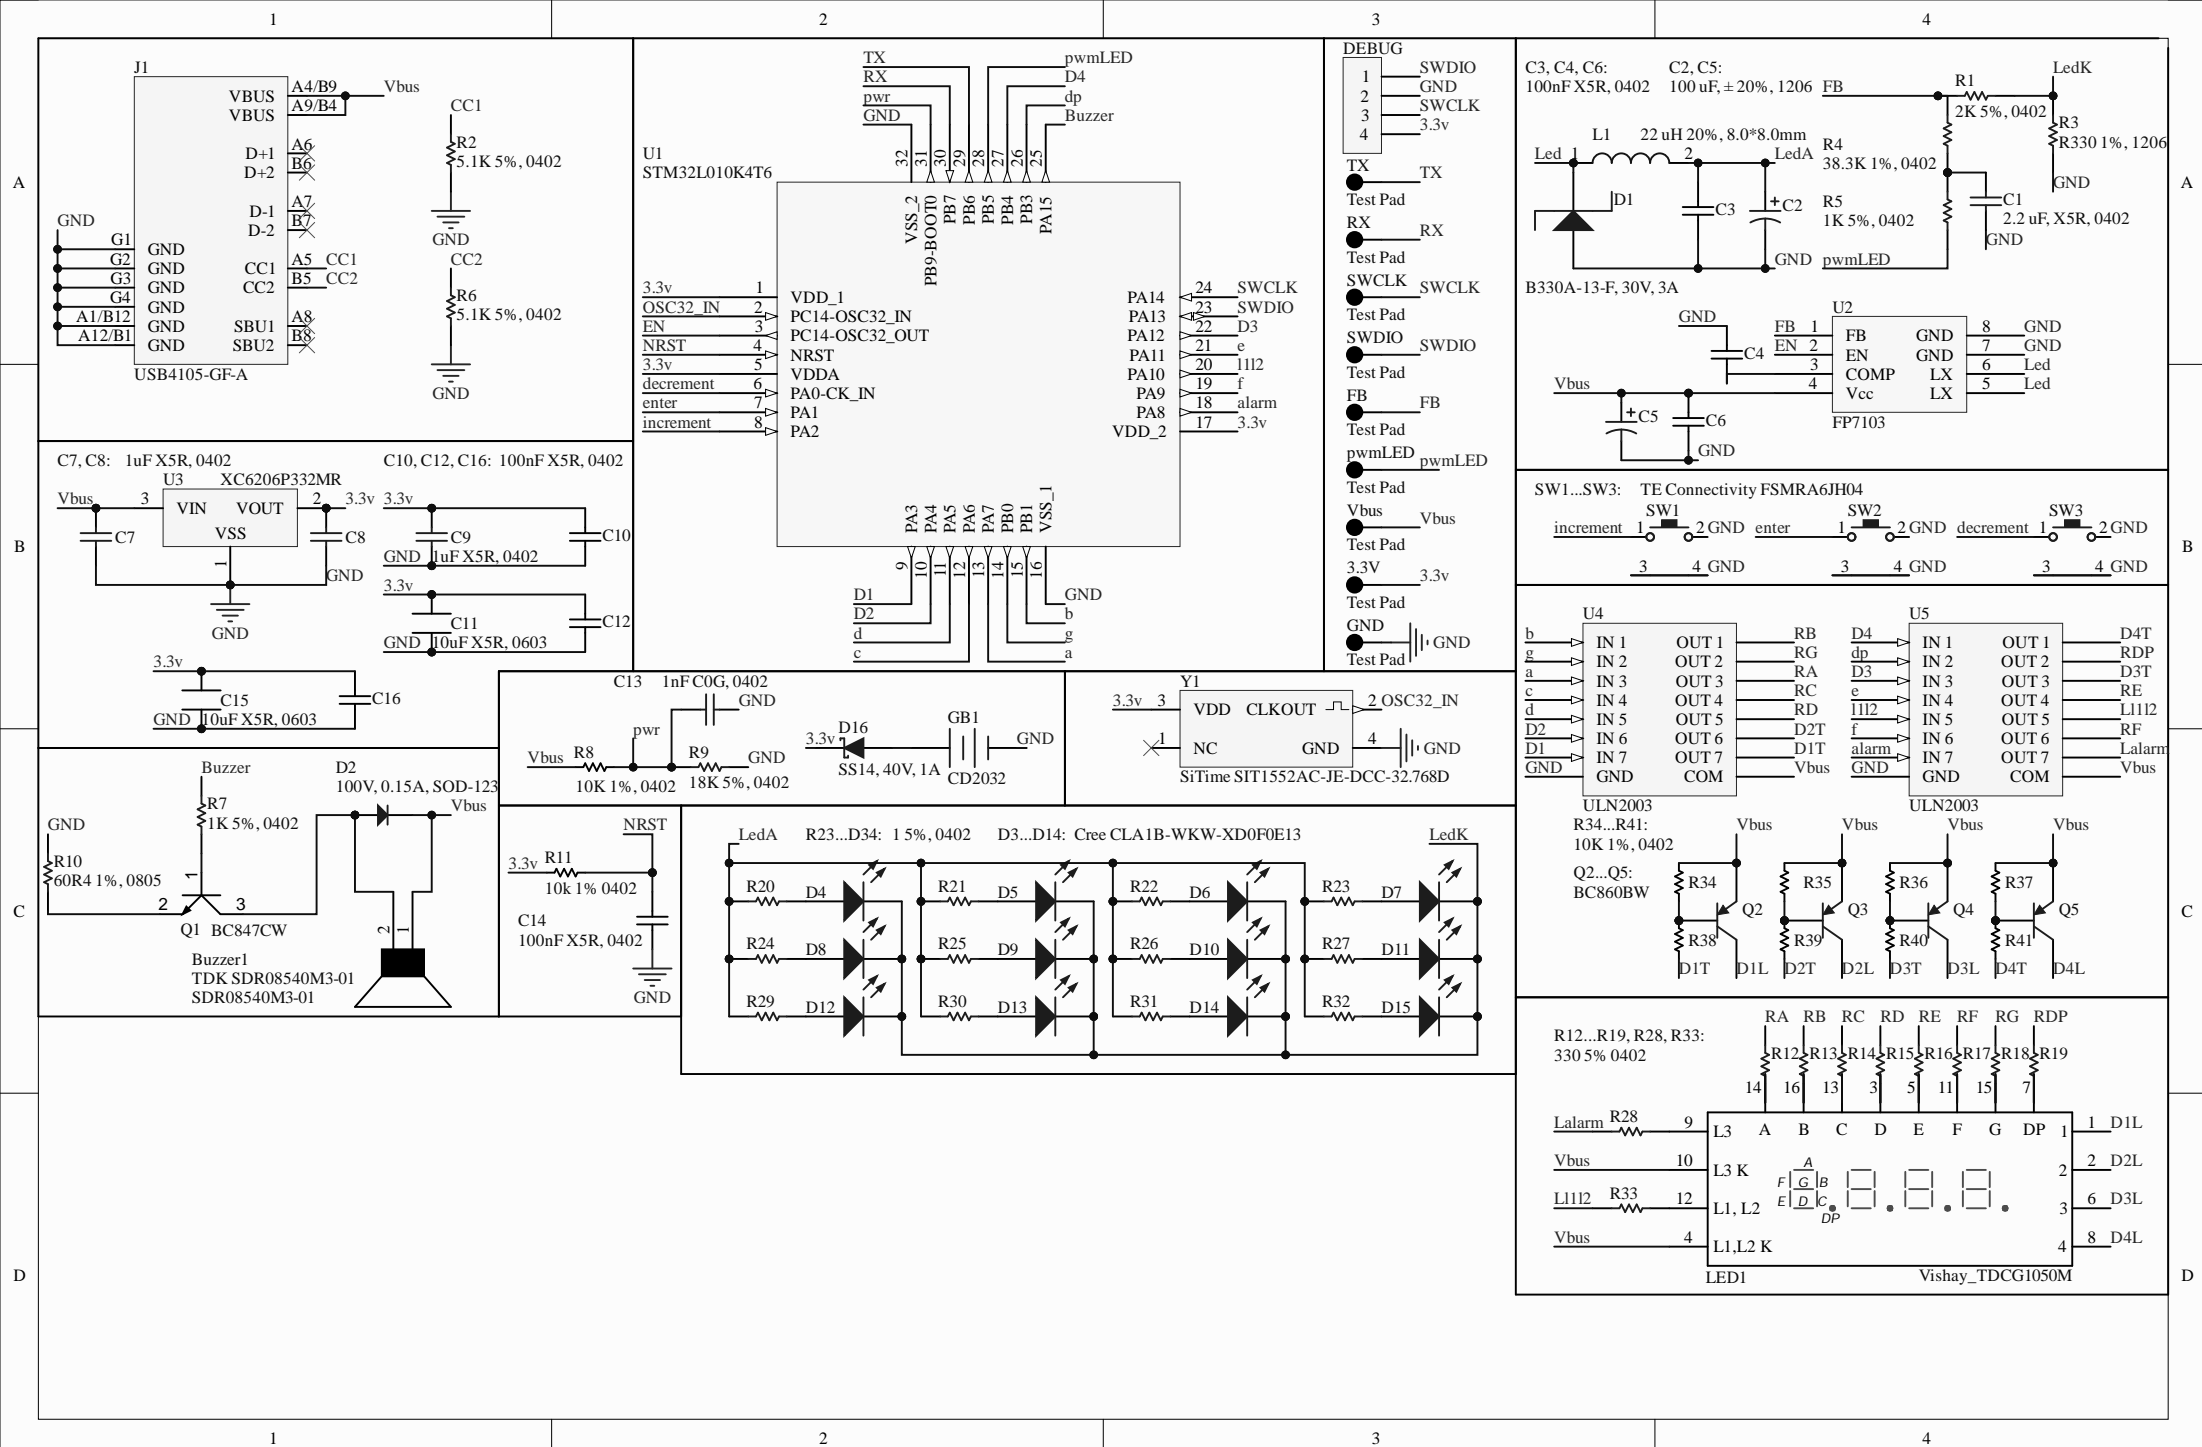 1
2
3
4
A
B
C
D
J1
VBUS
VBUS
D+1
D+2
D-1
D-2
GND
GND
GND
GND
GND
GND
CC1
CC2
SBU1
SBU2
A4/B9
A9/B4
Vbus
A6
B6
A7
B7
A5
CC1
B5
CC2
A8
B8
GND
G1
G2
G3
G4
A1/B12
A12/B1
USB4105-GF-A
CC1
R2
5.1K 5%, 0402
GND
CC2
R6
5.1K 5%, 0402
GND
U1
STM32L010K4T6
TX
RX
pwr
GND
pwmLED
D4
dp
Buzzer
32
31
30
29
28
27
26
25
VSS_2
PB9-BOOT0
PB7
PB6
PB5
PB4
PB3
PA15
3.3v 1 VDD_1
OSC32_IN 2 PC14-OSC32_IN
EN 3 PC14-OSC32_OUT
NRST 4 NRST
3.3v 5 VDDA
decrement 6 PA0-CK_IN
enter 7 PA1
increment 8 PA2
PA14 24 SWCLK
PA13 23 SWDIO
PA12 22 D3
PA11 21 e
PA10 20 l1l2
PA9 19 f
PA8 18 alarm
VDD_2 17 3.3v
PA3
PA4
PA5
PA6
PA7
PB0
PB1
VSS_1
9
10
11
12
13
14
15
16
D1
D2
d
c
GND
b
g
a
DEBUG
1 SWDIO
2 GND
3 SWCLK
4 3.3v
TX
TX
Test Pad
RX
RX
Test Pad
SWCLK
SWCLK
Test Pad
SWDIO
SWDIO
Test Pad
FB
FB
Test Pad
pwmLED
pwmLED
Test Pad
Vbus
Vbus
Test Pad
3.3V
3.3v
Test Pad
GND
GND
Test Pad
C3, C4, C6:
100nF X5R, 0402
C2, C5:
100 uF, ± 20%, 1206
FB
R1
2K 5%, 0402
LedK
R3
R330 1%, 1206
GND
L1 22 uH 20%, 8.0*8.0mm
Led 1
2
LedA
D1
C3
C2
+
GND
R4
38.3K 1%, 0402
R5
1K 5%, 0402
C1
2.2 uF, X5R, 0402
GND
pwmLED
B330A-13-F, 30V, 3A
GND
C4
U2
FB 1 FB
EN 2 EN
3 COMP
4 Vcc
GND 8 GND
GND 7 GND
LX 6 Led
LX 5 Led
FP7103
Vbus
+
C5
C6
GND
C7, C8: 1uF X5R, 0402
C10, C12, C16: 100nF X5R, 0402
U3 XC6206P332MR
Vbus 3 VIN VOUT 2 3.3v
VSS
1
C7
C8
GND
GND
3.3v
C9
C10
GND 1uF X5R, 0402
3.3v
C11
C12
GND 10uF X5R, 0603
3.3v
C15
C16
GND 10uF X5R, 0603
SW1...SW3: TE Connectivity FSMRA6JH04
SW1
increment 1 2 GND
3 4 GND
SW2
enter 1 2 GND
3 4 GND
SW3
decrement 1 2 GND
3 4 GND
U4
b IN 1 OUT 1 RB
g IN 2 OUT 2 RG
a IN 3 OUT 3 RA
c IN 4 OUT 4 RC
d IN 5 OUT 5 RD
D2 IN 6 OUT 6 D2T
D1 IN 7 OUT 7 D1T
GND GND COM Vbus
ULN2003
U5
D4 IN 1 OUT 1 D4T
dp IN 2 OUT 2 RDP
D3 IN 3 OUT 3 D3T
e IN 4 OUT 4 RE
l1l2 IN 5 OUT 5 L1l12
f IN 6 OUT 6 RF
alarm IN 7 OUT 7 Lalarm
GND GND COM Vbus
ULN2003
C13 1nF C0G, 0402
GND
pwr
Vbus R8
R9 GND
10K 1%, 0402
18K 5%, 0402
3.3v D16
SS14, 40V, 1A
GB1
GND
CD2032
Y1
3.3v 3 VDD CLKOUT 2 OSC32_IN
1 NC GND 4 GND
SiTime SIT1552AC-JE-DCC-32.768D
Buzzer
R7
1K 5%, 0402
D2
100V, 0.15A, SOD-123
Vbus
GND
R10
60R4 1%, 0805
1
2
3
Q1 BC847CW
2
1
Buzzer1
TDK SDR08540M3-01
SDR08540M3-01
NRST
3.3v R11
10k 1% 0402
C14
100nF X5R, 0402
GND
LedA R23...D34: 1 5%, 0402 D3...D14: Cree CLA1B-WKW-XD0F0E13 LedK
R20 D4 R21 D5 R22 D6 R23 D7
R24 D8 R25 D9 R26 D10 R27 D11
R29 D12 R30 D13 R31 D14 R32 D15
R34...R41:
10K 1%, 0402
Q2...Q5:
BC860BW
Vbus Vbus Vbus Vbus
R34 R35 R36 R37
Q2 Q3 Q4 Q5
R38 R39 R40 R41
D1T D1L D2T D2L D3T D3L D4T D4L
R12...R19, R28, R33:
330 5% 0402
RA RB RC RD RE RF RG RDP
R12 R13 R14 R15 R16 R17 R18 R19
14 16 13 3 5 11 15 7
A B C D E F G DP
Lalarm R28 9 L3
Vbus 10 L3 K
L1l12 R33 12 L1, L2
Vbus 4 L1,L2 K
1 1 D1L
2 2 D2L
3 6 D3L
4 8 D4L
A
F G B
E D C
DP
LED1 Vishay_TDCG1050M
A
B
C
D
1
2
3
4